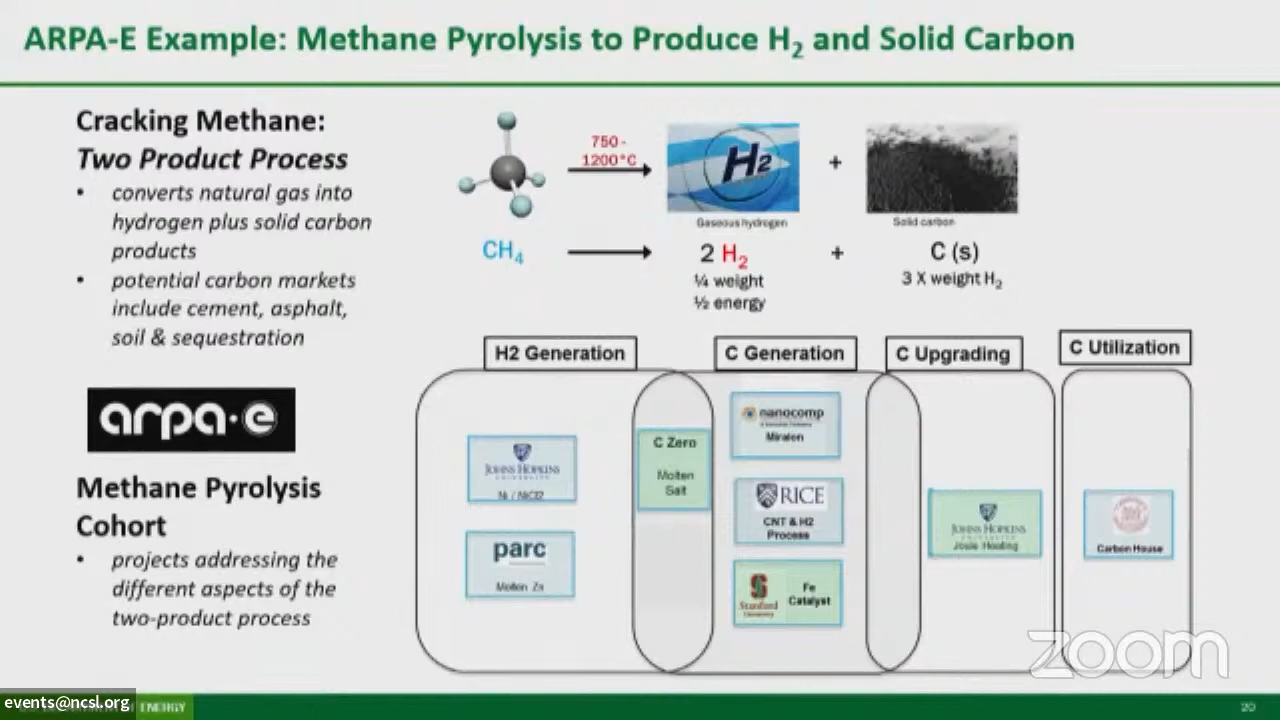 ARPA-E Example: Methane Pyrolysis to Produce H₂ and Solid Carbon
Cracking Methane:
Two Product Process
• converts natural gas into
hydrogen plus solid carbon
products
• potential carbon markets
include cement, asphalt,
soil & sequestration
arpa·e
Methane Pyrolysis
Cohort
• projects addressing the
different aspects of the
two-product process
750-
1200°C
H₂
+
Gaseous hydrogen
Solid carbon
CH₄
2 H₂
+
C (s)
¼ weight
½ energy
3 X weight H₂
H2 Generation
C Generation
C Upgrading
C Utilization
JOHNS HOPKINS
UNIVERSITY
Ni / NiCl2
parc
Molten Zn
C Zero
Molten
Salt
nanocomp
Miralon
RICE
CNT & H2
Process
Stanford
University
Fe
Catalyst
JOHNS HOPKINS
UNIVERSITY
Joule Heating
Carbon House
zoom
events@ncsl.org
ENERGY
20